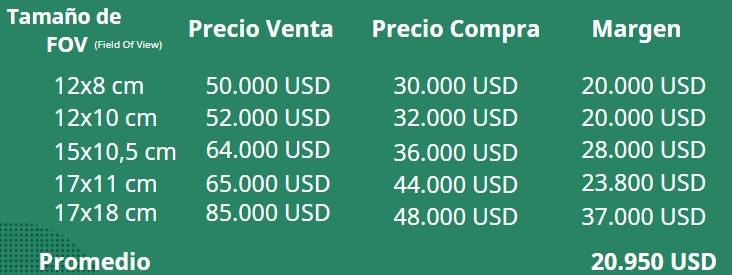 Tamaño de FOV (Field Of View) Precio Venta Precio Compra Margen
12x8 cm 50.000 USD 30.000 USD 20.000 USD
12x10 cm 52.000 USD 32.000 USD 20.000 USD
15x10,5 cm 64.000 USD 36.000 USD 28.000 USD
17x11 cm 65.000 USD 44.000 USD 23.800 USD
17x18 cm 85.000 USD 48.000 USD 37.000 USD
Promedio 20.950 USD